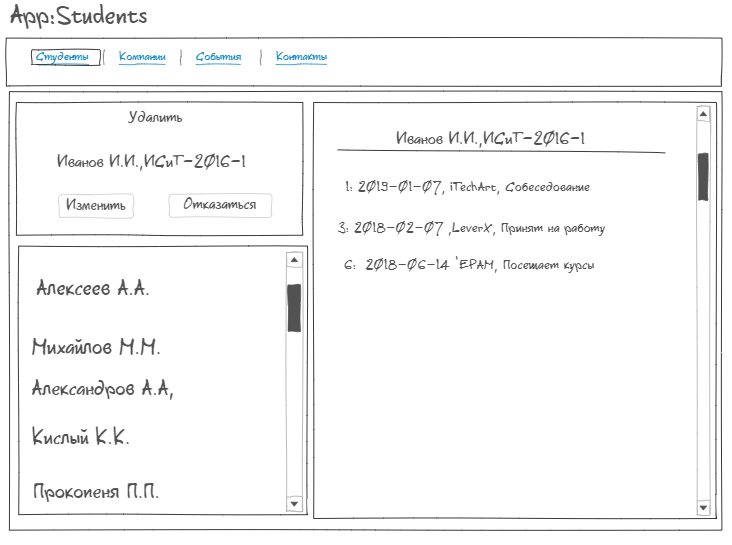 App:Students
Студенты | Компании | События | Контакты
Удалить
Иванов И.И.,ИСиТ-2016-1
Изменить Отказаться
Алексеев А.А.
Михайлов М.М.
Александров А.А,
Кислый К.К.
Прокопеня П.П.
Иванов И.И.,ИСиТ-2016-1
1: 2019-01-07, iTechArt, Собеседование
3: 2018-02-07 ,LeverX, Принят на работу
6: 2018-06-14 'EPAM, Посещает курсы